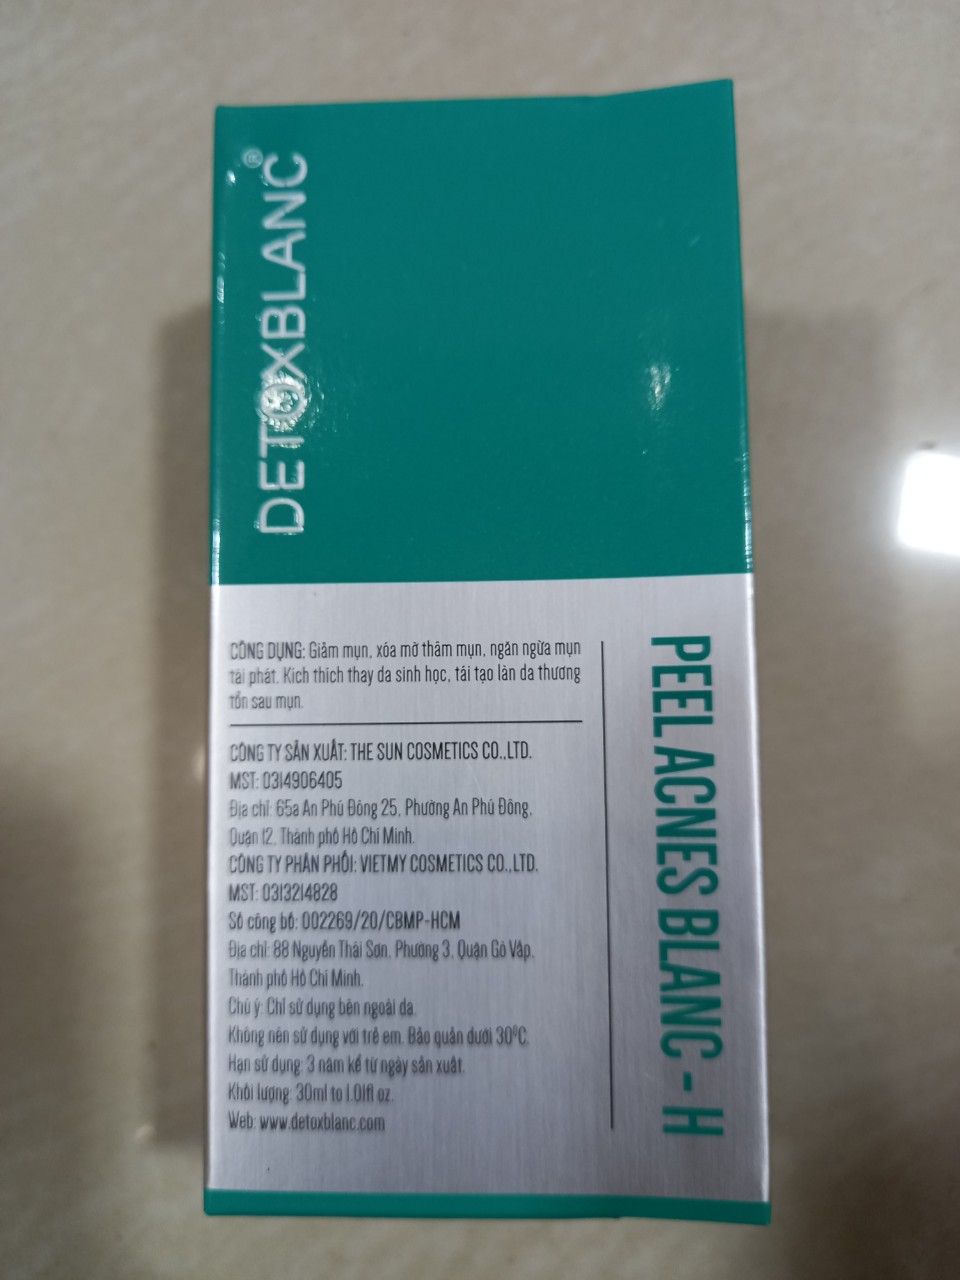 DETOXBLANC®
PEEL ACNES BLANC - H
CÔNG DỤNG: Giảm mụn, xóa mờ thâm mụn, ngăn ngừa mụn
tái phát. Kích thích thay da sinh học, tái tạo làn da thương
tổn sau mụn.
CÔNG TY SẢN XUẤT: THE SUN COSMETICS CO.,LTD.
MST: 0314906405
Địa chỉ: 65a An Phú Đông 25, Phường An Phú Đông,
Quận 12, Thành phố Hồ Chí Minh.
CÔNG TY PHÂN PHỐI: VIETMY COSMETICS CO.,LTD.
MST: 0313214828
Số công bố: 002269/20/CBMP-HCM
Địa chỉ: 88 Nguyễn Thái Sơn, Phường 3, Quận Gò Vấp,
Thành phố Hồ Chí Minh.
Chú ý: Chỉ sử dụng bên ngoài da.
Không nên sử dụng với trẻ em. Bảo quản dưới 30°C.
Hạn sử dụng: 3 năm kể từ ngày sản xuất.
Khối lượng: 30ml to 1.01fl oz.
Web: www.detoxblanc.com